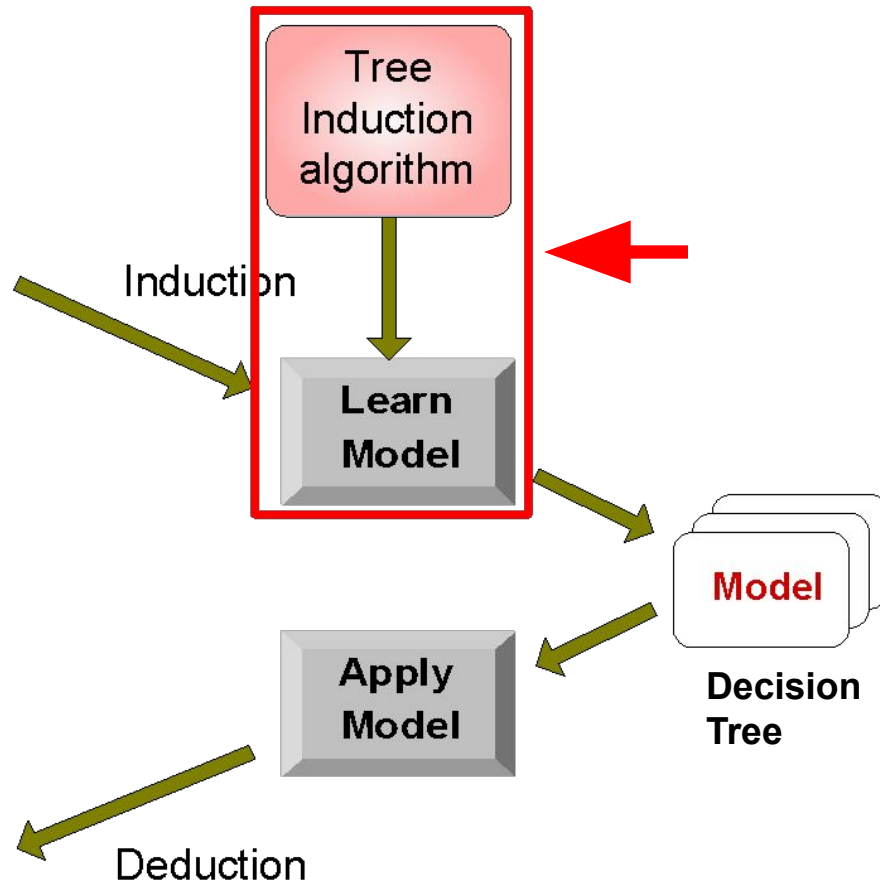 Tree
Induction
algorithm
Induction
Learn
Model
Model
Decision
Tree
Apply
Model
Deduction